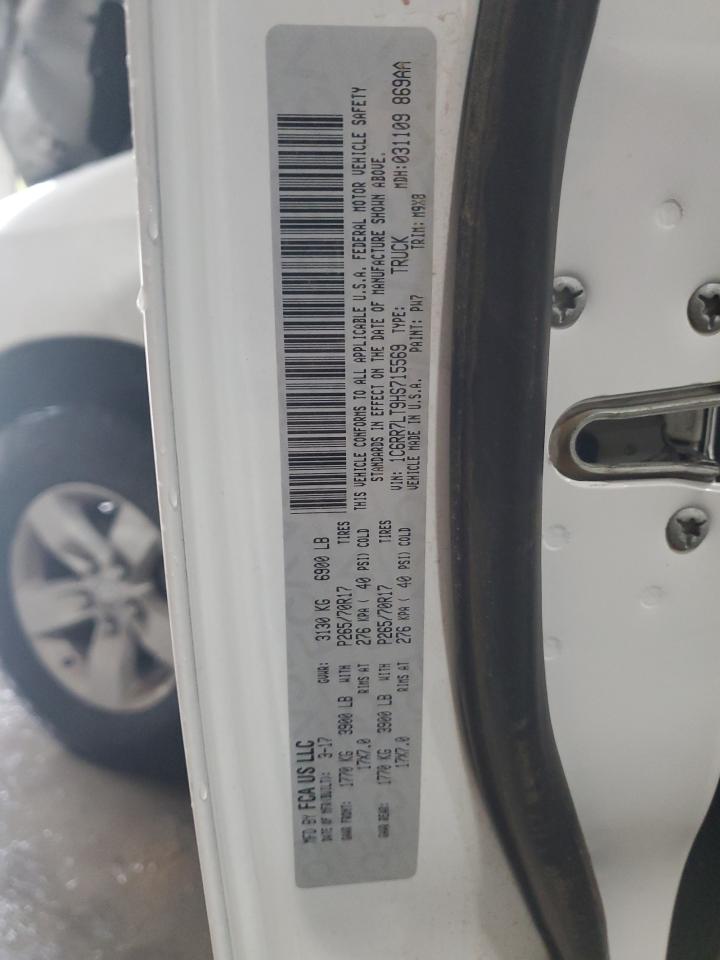 MFD BY FCA US LLC
DATE OF MFR(BUILT): 3-17 GVWR: 3130 KG 6900 LB
GAWR FRONT: 1770 KG 3900 LB WITH P265/70R17 TIRES
17X7.0 RIMS AT 276 KPA ( 40 PSI) COLD
GAWR REAR: 1770 KG 3900 LB WITH P265/70R17 TIRES
17X7.0 RIMS AT 276 KPA ( 40 PSI) COLD
THIS VEHICLE CONFORMS TO ALL APPLICABLE U.S.A. FEDERAL MOTOR VEHICLE SAFETY
STANDARDS IN EFFECT ON THE DATE OF MANUFACTURE SHOWN ABOVE.
VIN: 1C6RR7LT9HS715569 TYPE: TRUCK MDH:031109 869AA
VEHICLE MADE IN U.S.A. PAINT: PW7 TRIM: M9X8